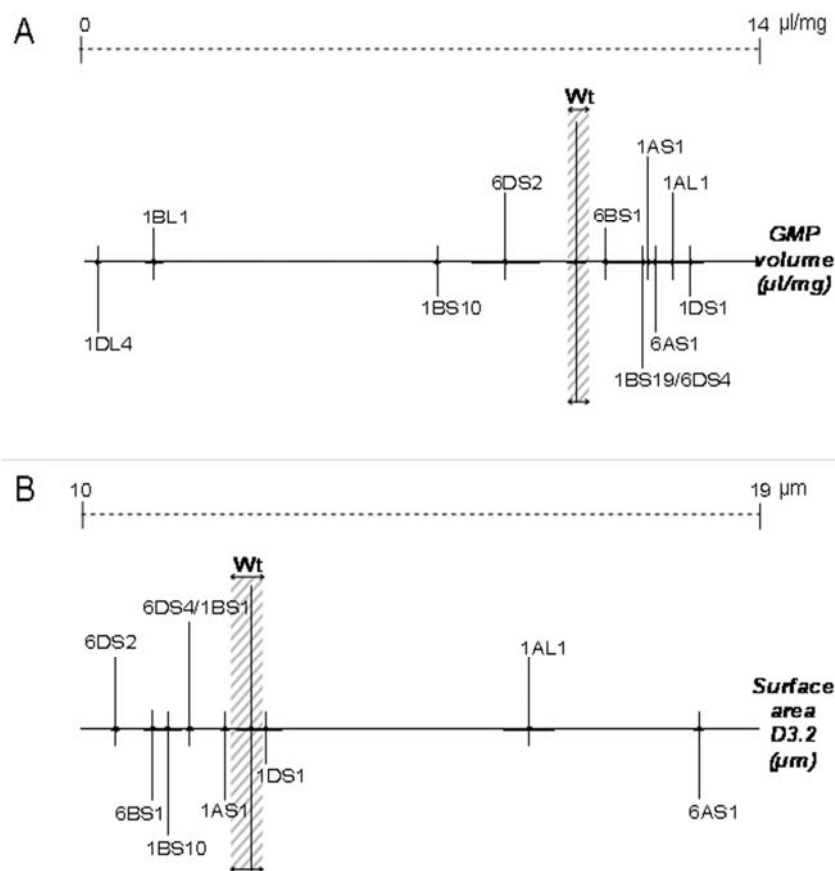 A
0
14 µl/mg
Wt
1AS1
6DS2
1AL1
1BL1
6BS1
GMP
volume
(µl/mg)
1BS10
1DS1
1DL4
6AS1
1BS19/6DS4
B
10
19 µm
Wt
6DS4/1BS1
6DS2
1AL1
Surface
area
D3.2
(µm)
1DS1
6BS1
1AS1
6AS1
1BS10